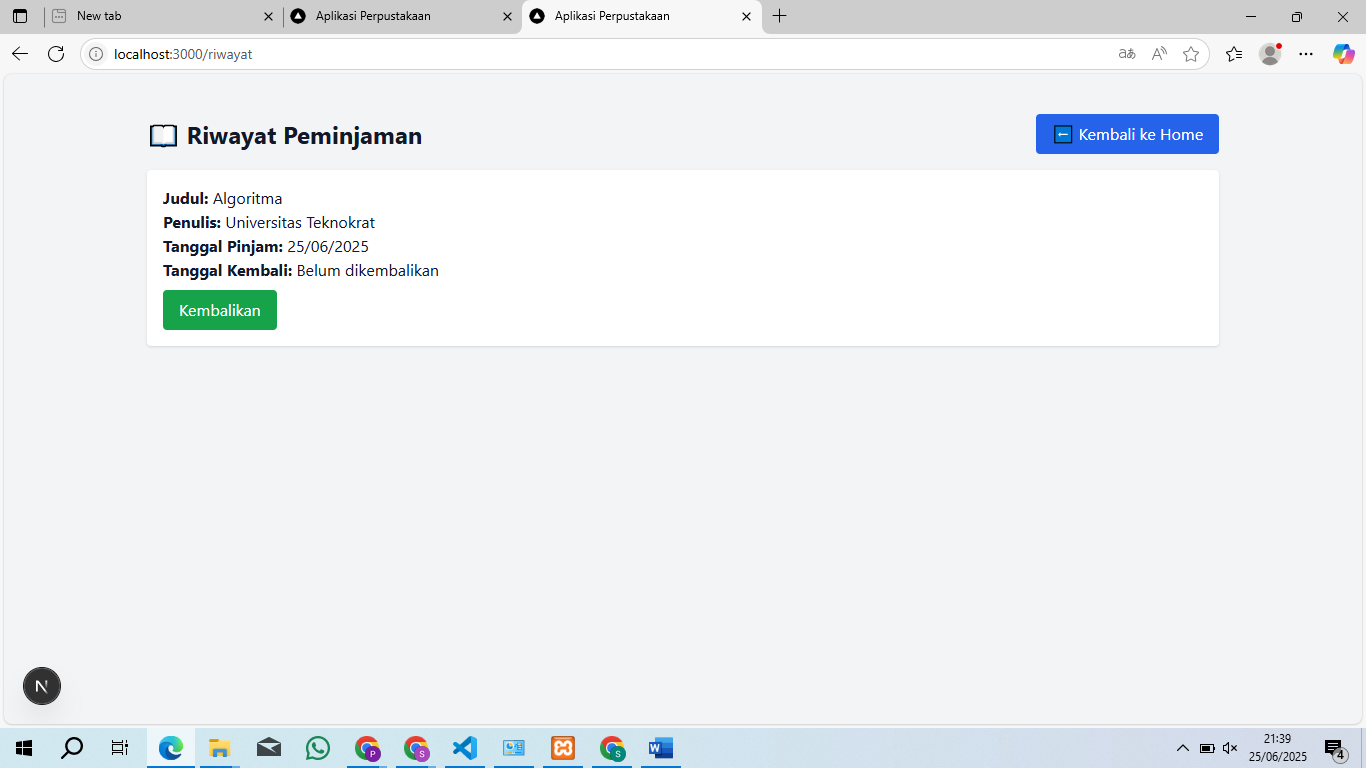 New tab
Aplikasi Perpustakaan
Aplikasi Perpustakaan
localhost:3000/riwayat
Riwayat Peminjaman
Kembali ke Home
Judul: Algoritma
Penulis: Universitas Teknokrat
Tanggal Pinjam: 25/06/2025
Tanggal Kembali: Belum dikembalikan
Kembalikan
N
P
S
S
W
21:39
25/06/2025
4